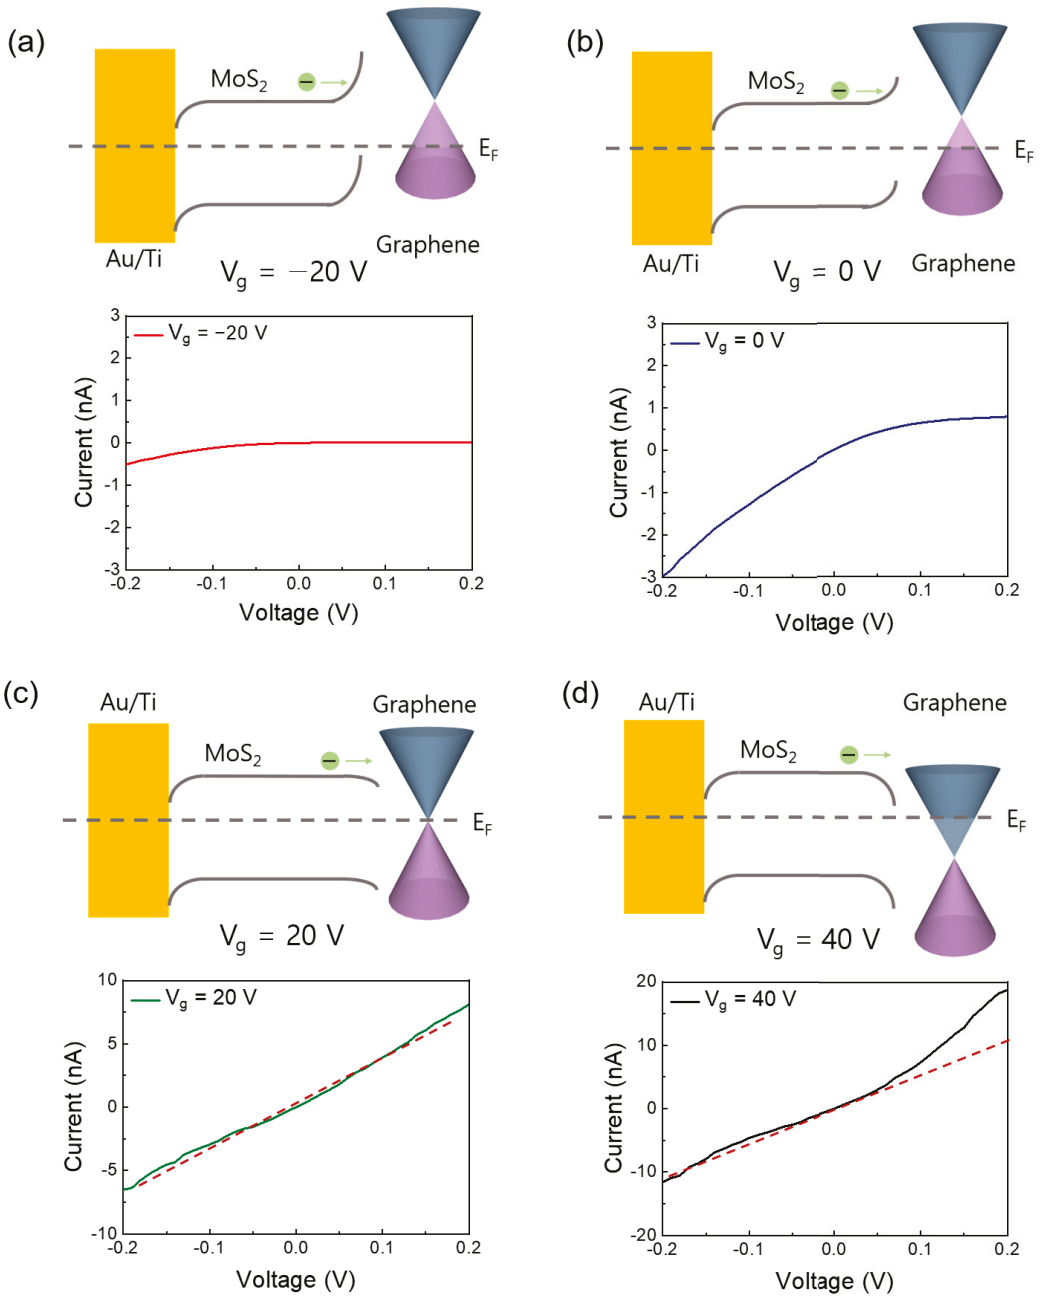 (a)
MoS2
EF
Au/Ti
Graphene
Vg = −20 V
Vg = −20 V
3
2
1
0
-1
-2
-3
-0.2 -0.1 0.0 0.1 0.2
Current (nA)
Voltage (V)
(b)
MoS2
EF
Au/Ti
Graphene
Vg = 0 V
Vg = 0 V
3
2
1
0
-1
-2
-3
-0.2 -0.1 0.0 0.1 0.2
Current (nA)
Voltage (V)
(c)
Au/Ti
Graphene
MoS2
EF
Vg = 20 V
Vg = 20 V
10
5
0
-5
-10
-0.2 -0.1 0.0 0.1 0.2
Current (nA)
Voltage (V)
(d)
Au/Ti
Graphene
MoS2
EF
Vg = 40 V
Vg = 40 V
20
10
0
-10
-20
-0.2 -0.1 0.0 0.1 0.2
Current (nA)
Voltage (V)